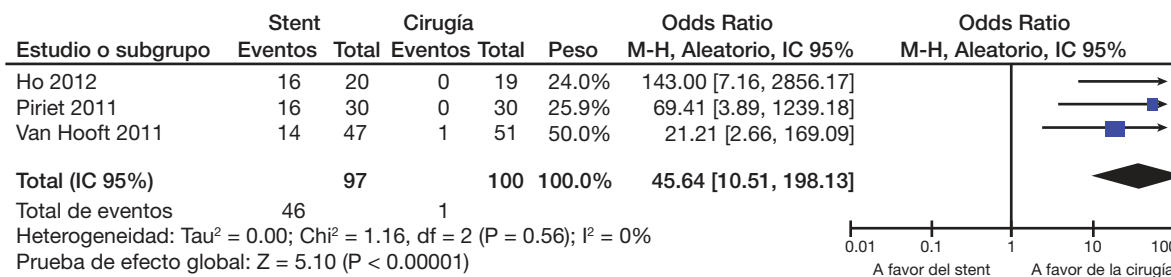 Stent Cirugía Odds Ratio Odds Ratio
Estudio o subgrupo Eventos Total Eventos Total Peso M-H, Aleatorio, IC 95% M-H, Aleatorio, IC 95%
Ho 2012 16 20 0 19 24.0% 143.00 [7.16, 2856.17]
Piriet 2011 16 30 0 30 25.9% 69.41 [3.89, 1239.18]
Van Hooft 2011 14 47 1 51 50.0% 21.21 [2.66, 169.09]
Total (IC 95%) 97 100 100.0% 45.64 [10.51, 198.13]
Total de eventos 46 1
Heterogeneidad: Tau² = 0.00; Chi² = 1.16, df = 2 (P = 0.56); I² = 0%
0.01 0.1 1 10 100
Prueba de efecto global: Z = 5.10 (P < 0.00001)
A favor del stent A favor de la cirugía